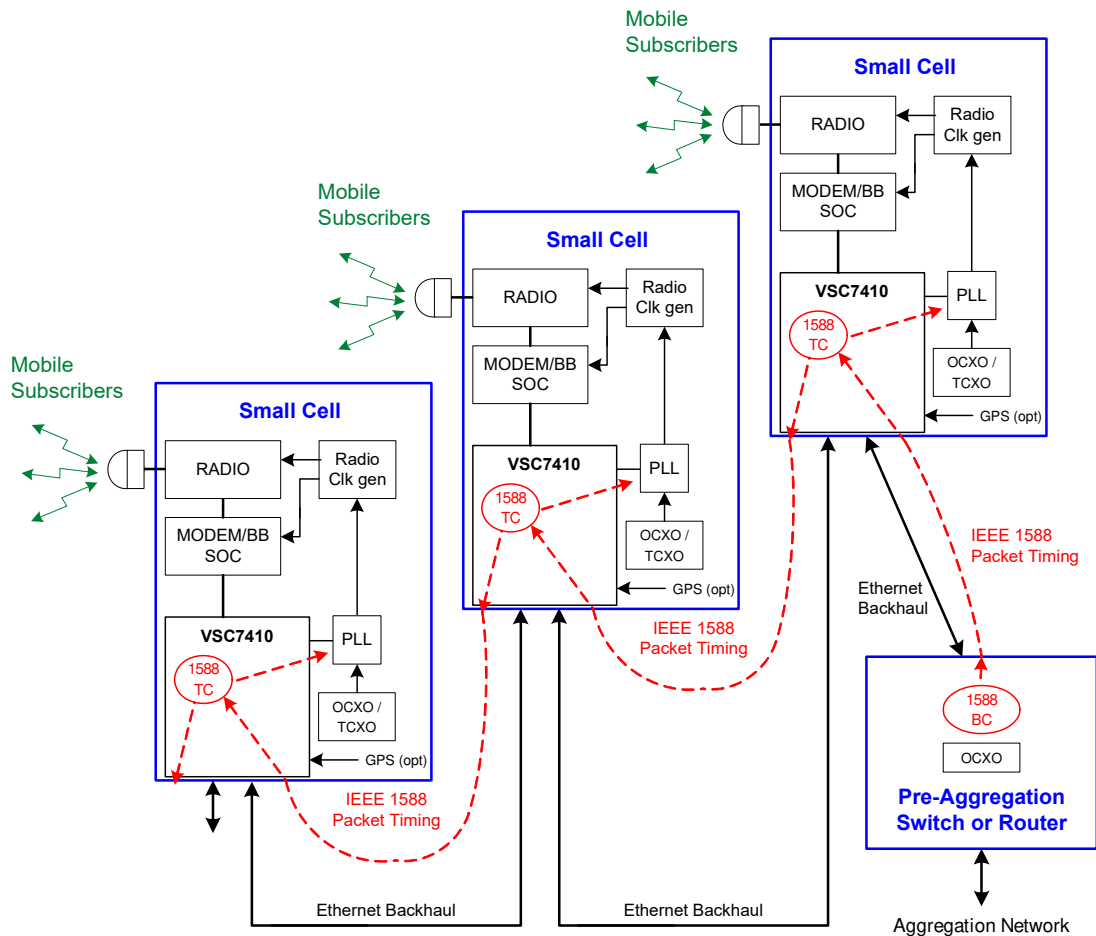 Mobile
Subscribers
Small Cell
RADIO
Radio
Clk gen
MODEM/BB
SOC
VSC7410
1588
TC
PLL
OCXO /
TCXO
GPS (opt)
Mobile
Subscribers
Small Cell
RADIO
Radio
Clk gen
MODEM/BB
SOC
VSC7410
1588
TC
PLL
OCXO /
TCXO
GPS (opt)
Mobile
Subscribers
Small Cell
RADIO
Radio
Clk gen
MODEM/BB
SOC
VSC7410
1588
TC
PLL
OCXO /
TCXO
GPS (opt)
IEEE 1588
Packet Timing
IEEE 1588
Packet Timing
IEEE 1588
Packet Timing
Ethernet
Backhaul
1588
BC
OCXO
Pre-Aggregation
Switch or Router
Ethernet Backhaul
Ethernet Backhaul
Aggregation Network